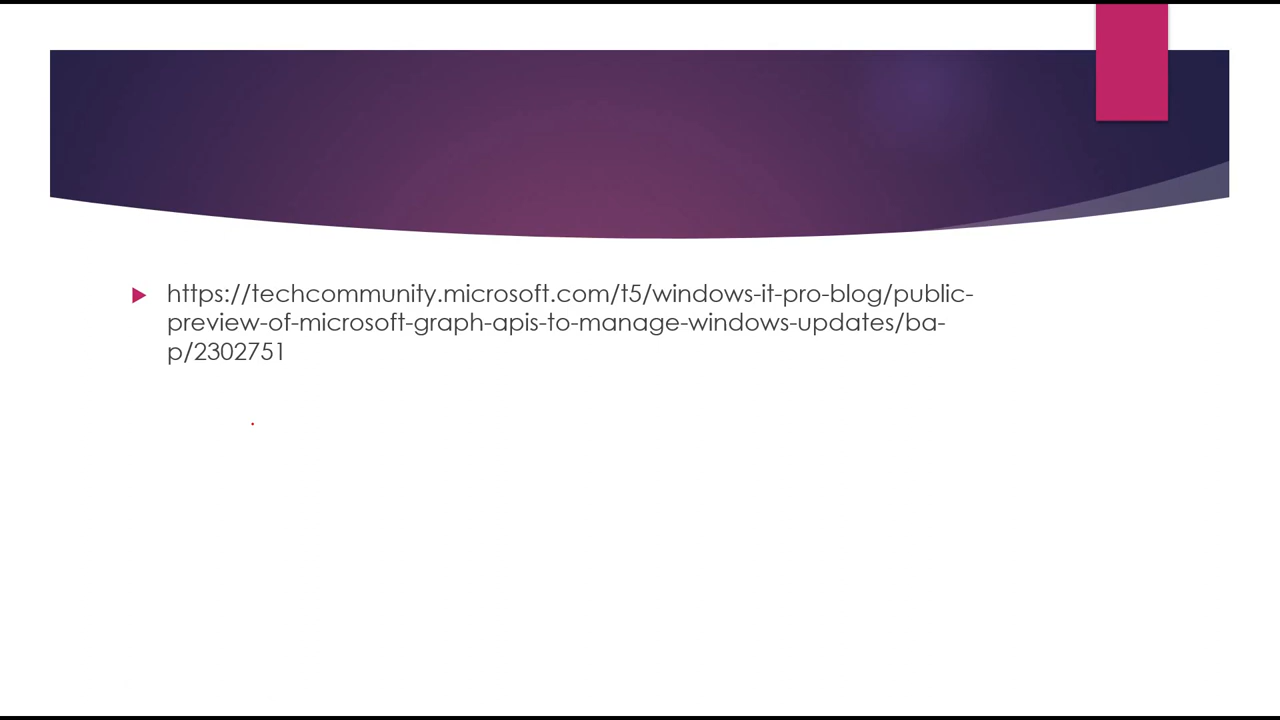 https://techcommunity.microsoft.com/t5/windows-it-pro-blog/public-
preview-of-microsoft-graph-apis-to-manage-windows-updates/ba-
p/2302751